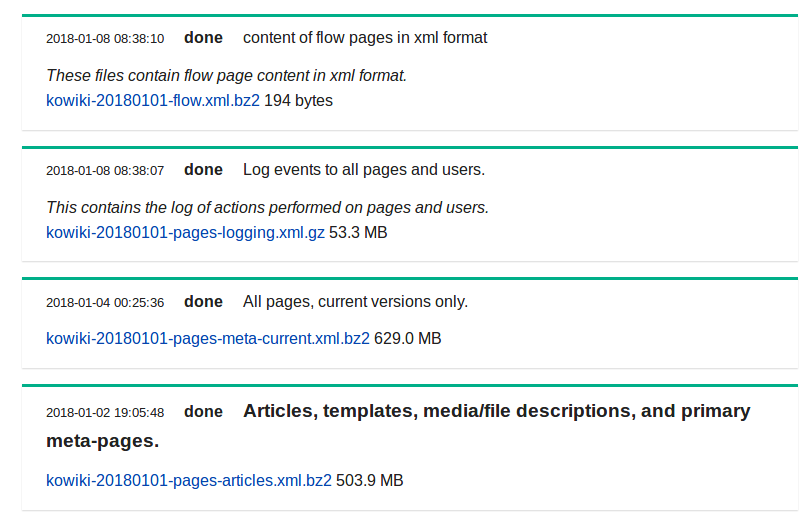 2018-01-08 08:38:10 done content of flow pages in xml format
These files contain flow page content in xml format.
kowiki-20180101-flow.xml.bz2 194 bytes
2018-01-08 08:38:07 done Log events to all pages and users.
This contains the log of actions performed on pages and users.
kowiki-20180101-pages-logging.xml.gz 53.3 MB
2018-01-04 00:25:36 done All pages, current versions only.
kowiki-20180101-pages-meta-current.xml.bz2 629.0 MB
2018-01-02 19:05:48 done Articles, templates, media/file descriptions, and primary
meta-pages.
kowiki-20180101-pages-articles.xml.bz2 503.9 MB